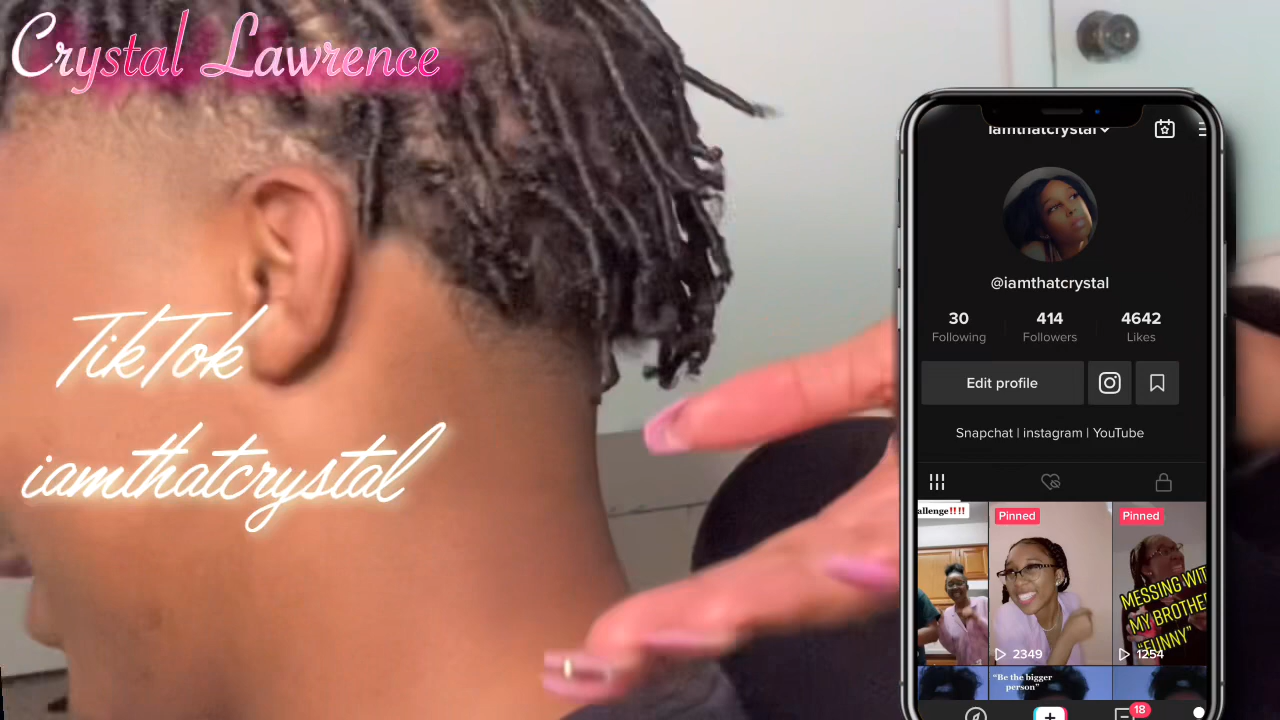 Crystal Lawrence
TikTok
iamthatcrystal
iamthatcrystal
@iamthatcrystal
30
414
4642
Following
Followers
Likes
Edit profile
Snapchat | instagram | YouTube
allenge!!!!
Pinned
Pinned
MESSING WIT
MY BROTHER
"FUNNY"
2349
1254
"Be the bigger
person"
18